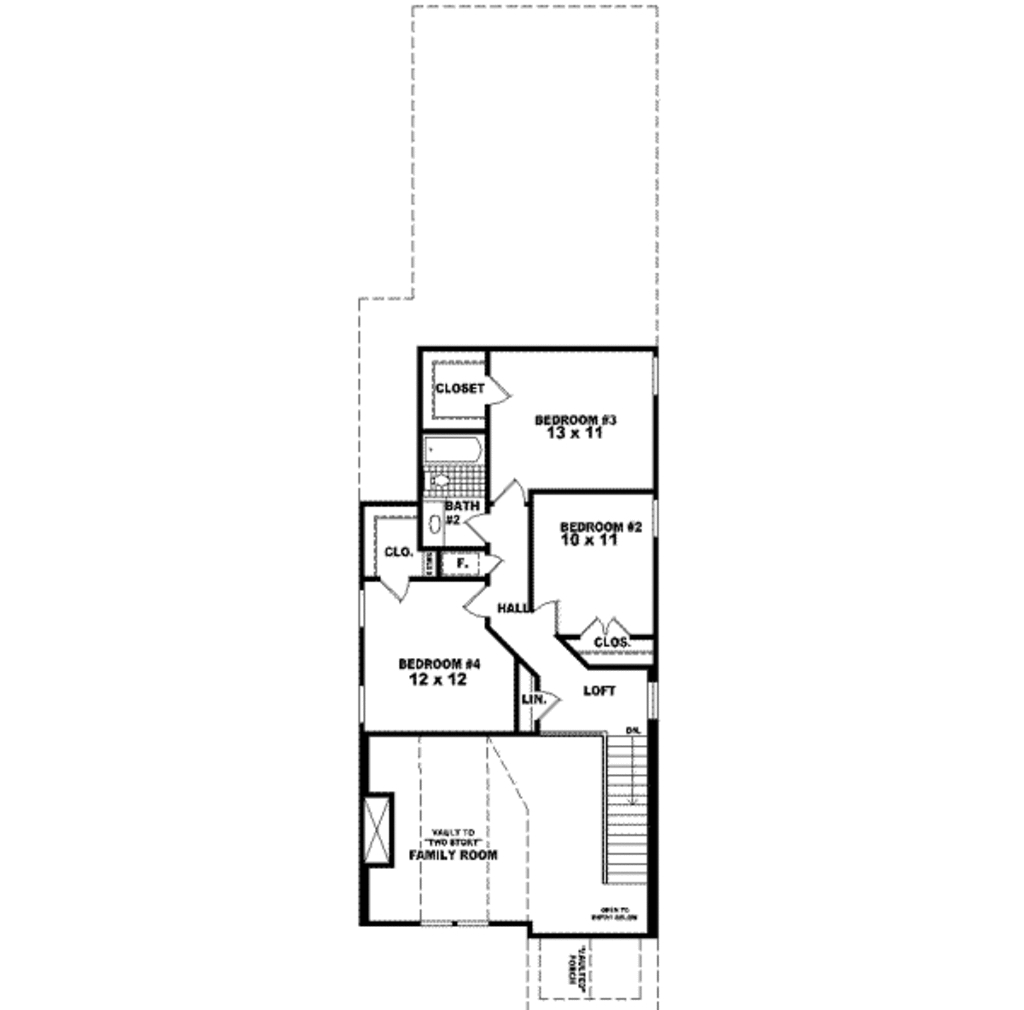 CLOSET
BEDROOM #3
13 x 11
BATH
#2
BEDROOM #2
10 x 11
CLO.
F.
HALL
CLOS.
BEDROOM #4
12 x 12
LIN.
LOFT
DN.
VAULT TO
"TWO STORY"
FAMILY ROOM
OPEN TO
ENTRY BELOW
"VAULTED"
PORCH